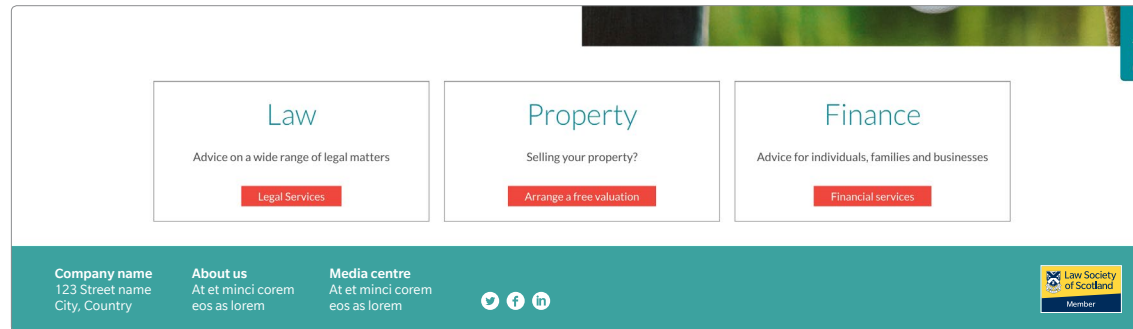 Law
Advice on a wide range of legal matters
Legal Services
Property
Selling your property?
Arrange a free valuation
Finance
Advice for individuals, families and businesses
Financial services
Company name
123 Street name
City, Country
About us
At et minci corem
eos as lorem
Media centre
At et minci corem
eos as lorem
Law Society
of Scotland
Member